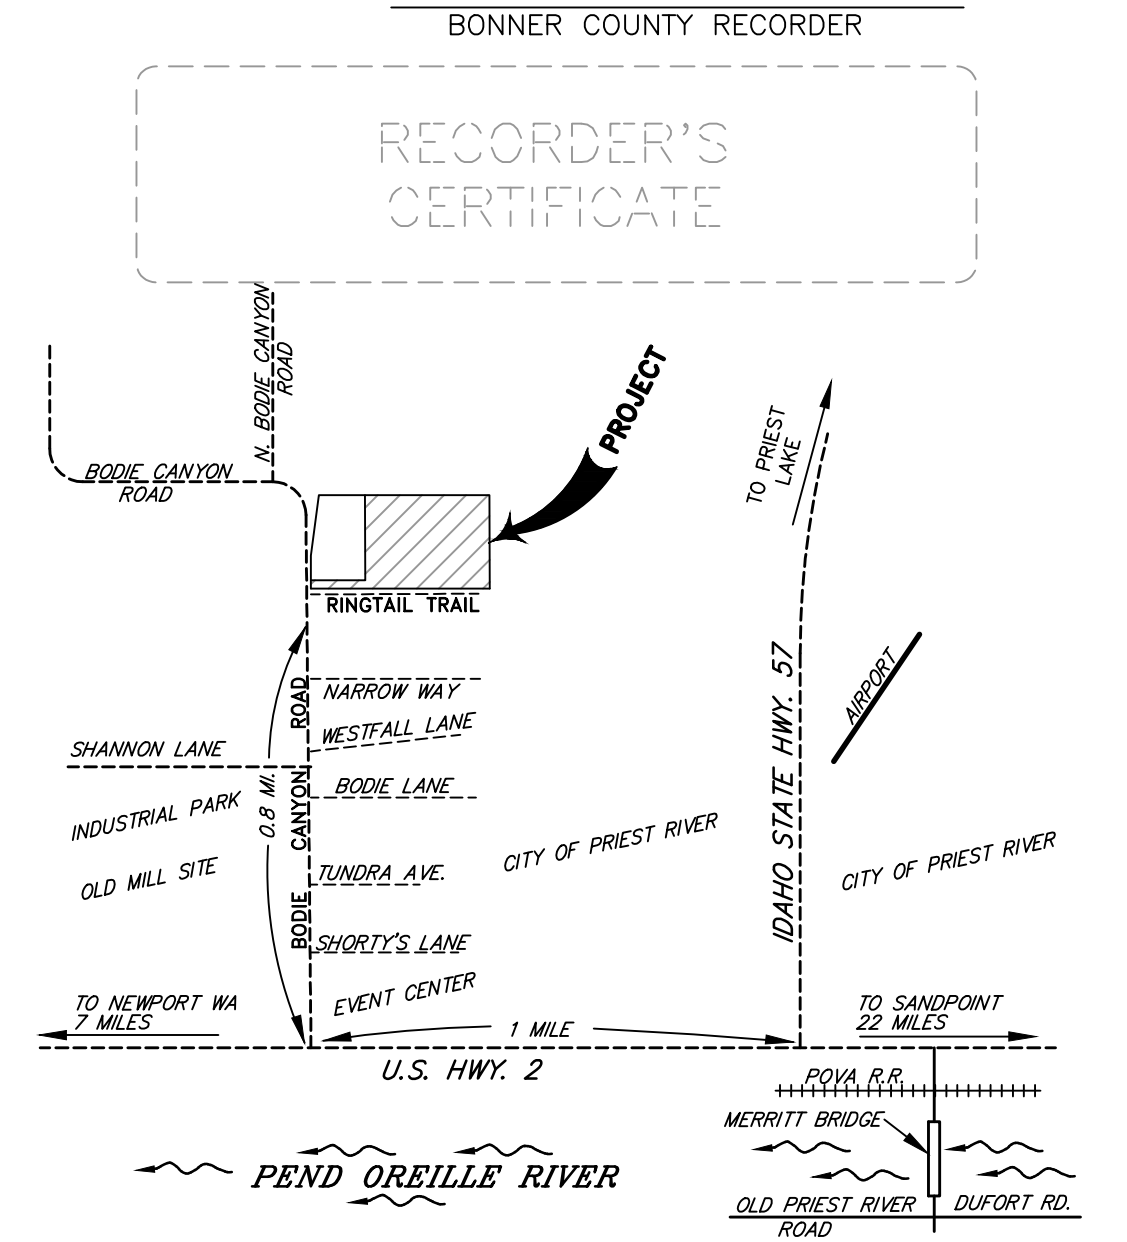 BONNER COUNTY RECORDER
RECORDER'S
CERTIFICATE
N. BODIE CANYON
ROAD
BODIE CANYON
ROAD
PROJECT
TO PRIEST
LAKE
RINGTAIL TRAIL
NARROW WAY
WESTFALL LANE
SHANNON LANE
BODIE LANE
INDUSTRIAL PARK
0.8 MI.
BODIE CANYON ROAD
IDAHO STATE HWY. 57
AIRPORT
OLD MILL SITE
TUNDRA AVE.
CITY OF PRIEST RIVER
CITY OF PRIEST RIVER
SHORTY'S LANE
EVENT CENTER
TO NEWPORT WA
7 MILES
1 MILE
TO SANDPOINT
22 MILES
U.S. HWY. 2
POVA R.R.
MERRITT BRIDGE
PEND OREILLE RIVER
OLD PRIEST RIVER
ROAD
DUFORT RD.